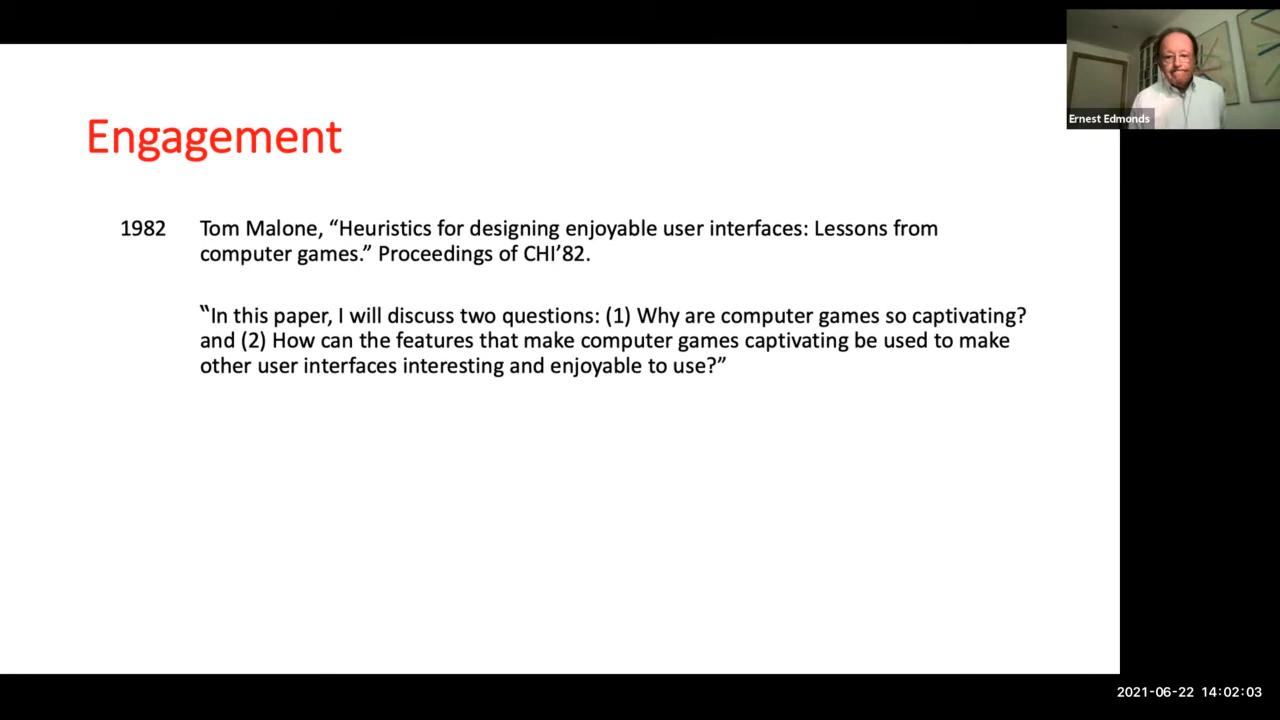 Ernest Edmonds
Engagement
1982 Tom Malone, “Heuristics for designing enjoyable user interfaces: Lessons from
computer games.” Proceedings of CHI’82.
“In this paper, I will discuss two questions: (1) Why are computer games so captivating?
and (2) How can the features that make computer games captivating be used to make
other user interfaces interesting and enjoyable to use?”
2021-06-22 14:02:03